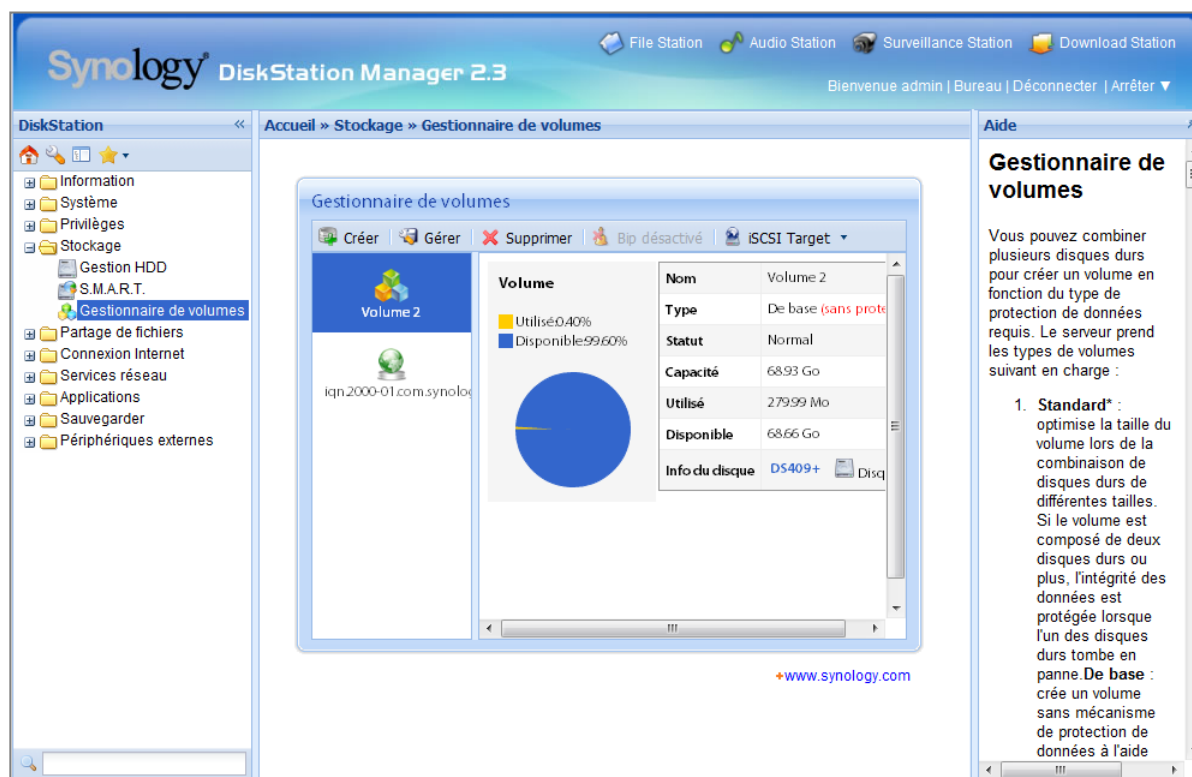 File Station Audio Station Surveillance Station Download Station
Synology DiskStation Manager 2.3
Bienvenue admin | Bureau | Déconnecter | Arrêter ▼
DiskStation «
Information
Système
Privilèges
Stockage
Gestion HDD
S.M.A.R.T.
Gestionnaire de volumes
Partage de fichiers
Connexion Internet
Services réseau
Applications
Sauvegarder
Périphériques externes
Accueil » Stockage » Gestionnaire de volumes
Gestionnaire de volumes
Créer Gérer Supprimer Bip désactivé iSCSI Target
Volume 2
iqn.2000-01.com.synolog
Volume
Utilisé:0.40%
Disponible:99.60%
Nom Volume 2
Type De base (sans prote
Statut Normal
Capacité 68.93 Go
Utilisé 279.99 Mo
Disponible 68.66 Go
Info du disque DS409+ Disq
+www.synology.com
Aide
Gestionnaire de
volumes
Vous pouvez combiner
plusieurs disques durs
pour créer un volume en
fonction du type de
protection de données
requis. Le serveur prend
les types de volumes
suivant en charge :
1. Standard* :
optimise la taille du
volume lors de la
combinaison de
disques durs de
différentes tailles.
Si le volume est
composé de deux
disques durs ou
plus, l'intégrité des
données est
protégée lorsque
l'un des disques
durs tombe en
panne.De base :
crée un volume
sans mécanisme
de protection de
données à l'aide